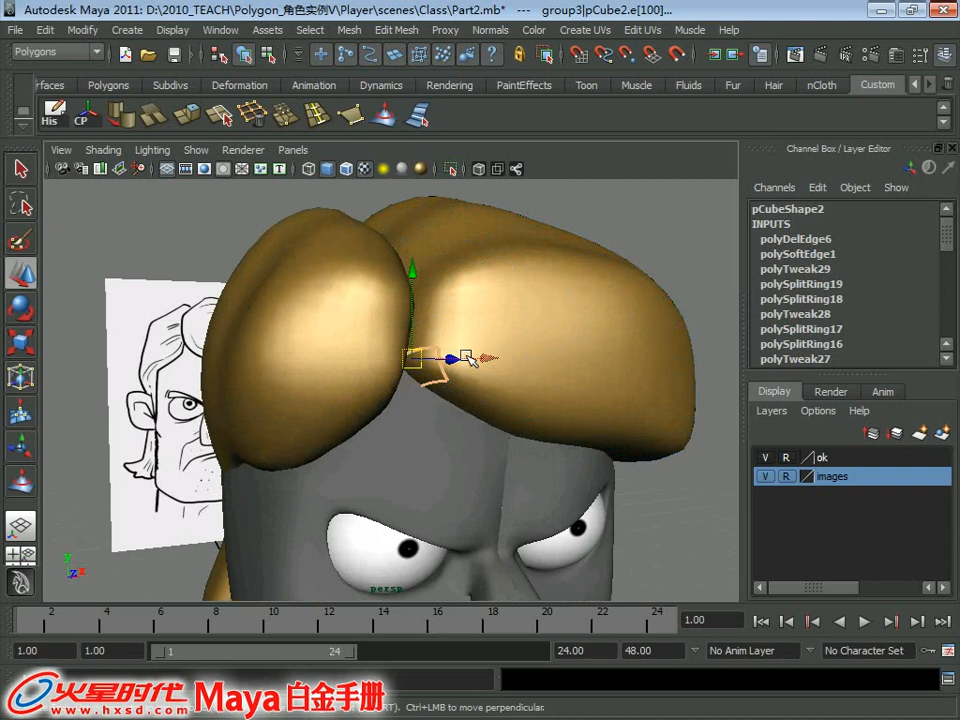 Autodesk Maya 2011: D:\2010_TEACH\Polygon_角色实例V\Player\scenes\Class\Part2.mb* --- group3|pCube2.e[100]...
File Edit Modify Create Display Window Assets Select Mesh Edit Mesh Proxy Normals Color Create UVs Edit UVs Muscle Help
Polygons
rfaces Polygons Subdivs Deformation Animation Dynamics Rendering PaintEffects Toon Muscle Fluids Fur Hair nCloth Custom
His CP
View Shading Lighting Show Renderer Panels
Channel Box / Layer Editor
Channels Edit Object Show
pCubeShape2
INPUTS
polyDelEdge6
polySoftEdge1
polyTweak29
polySplitRing19
polySplitRing18
polyTweak28
polySplitRing17
polySplitRing16
polyTweak27
Display Render Anim
Layers Options Help
V R ok
V R images
y
z x
persp
2 4 6 8 10 12 14 16 18 20 22 24
1.00
1.00 1.00 1 24 24.00 48.00 No Anim Layer No Character Set
火星时代 Maya 白金手册
www.hxsd.com
RT). Ctrl+LMB to move perpendicular.